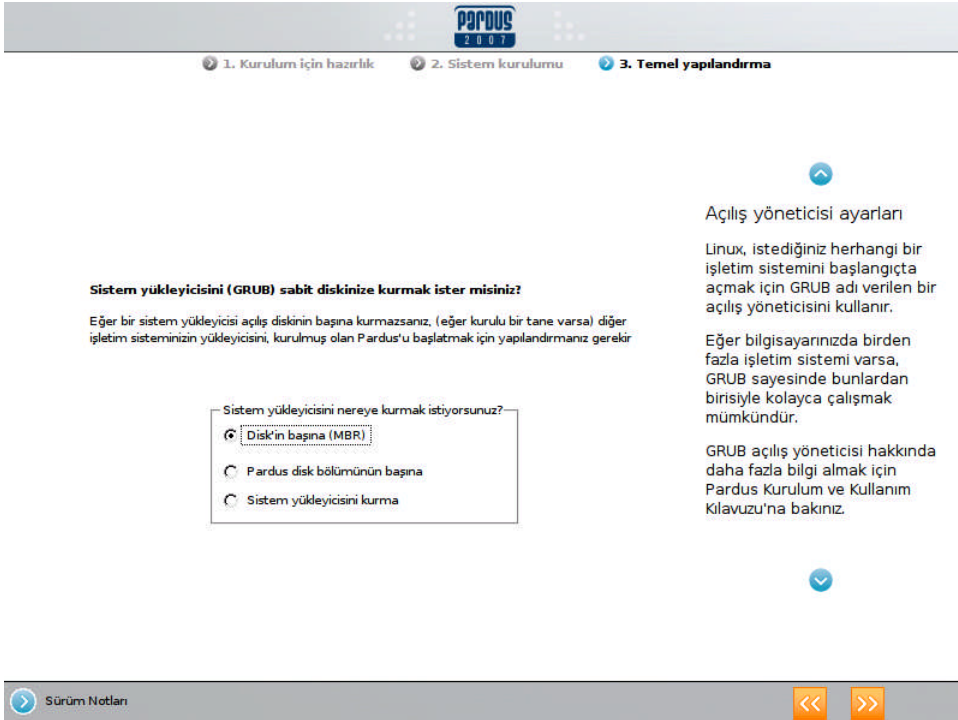 PARDUS
2007
1. Kurulum için hazırlık
2. Sistem kurulumu
3. Temel yapılandırma
Sistem yükleyicisini (GRUB) sabit diskinize kurmak ister misiniz?
Eğer bir sistem yükleyicisi açılış diskinin başına kurmazsanız, (eğer kurulu bir tane varsa) diğer
işletim sisteminizin yükleyicisini, kurulmuş olan Pardus'u başlatmak için yapılandırmanız gerekir
Sistem yükleyicisini nereye kurmak istiyorsunuz?
Disk'in başına (MBR)
Pardus disk bölümünün başına
Sistem yükleyicisini kurma
Açılış yöneticisi ayarları
Linux, istediğiniz herhangi bir
işletim sistemini başlangıçta
açmak için GRUB adı verilen bir
açılış yöneticisini kullanır.
Eğer bilgisayarınızda birden
fazla işletim sistemi varsa,
GRUB sayesinde bunlardan
birisiyle kolayca çalışmak
mümkündür.
GRUB açılış yöneticisi hakkında
daha fazla bilgi almak için
Pardus Kurulum ve Kullanım
Kılavuzu'na bakınız.
Sürüm Notları